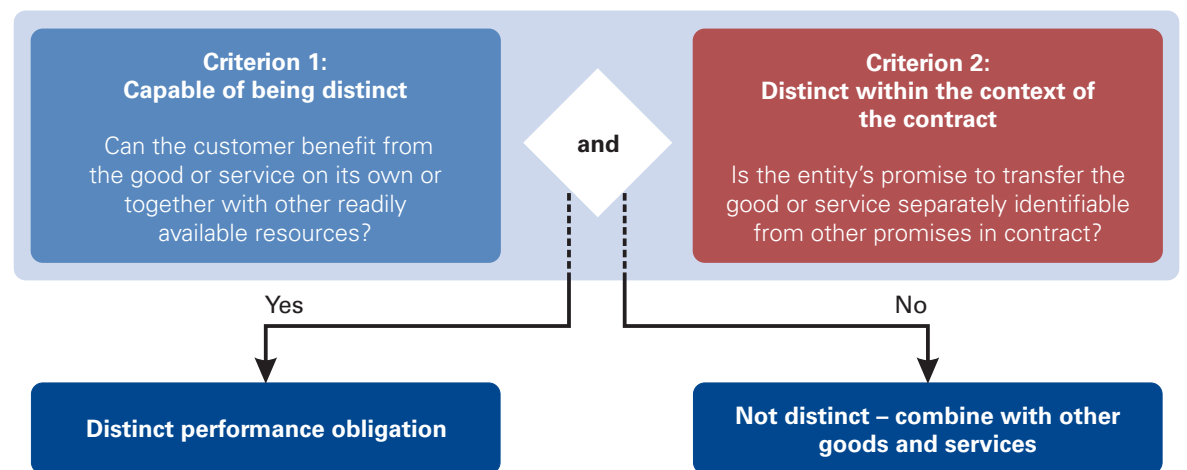 Criterion 1:
Capable of being distinct
Can the customer benefit from
the good or service on its own or
together with other readily
available resources?
and
Criterion 2:
Distinct within the context of
the contract
Is the entity’s promise to transfer the
good or service separately identifiable
from other promises in contract?
Yes
No
Distinct performance obligation
Not distinct – combine with other
goods and services